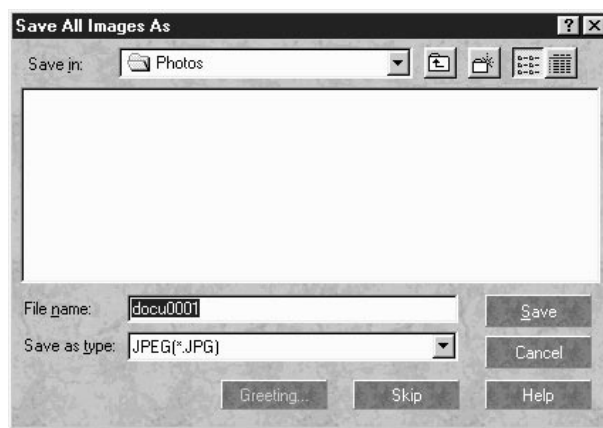 Save All Images As
Save in: Photos
File name: docu0001
Save
Save as type: JPEG(*.JPG)
Cancel
Greeting... Skip Help